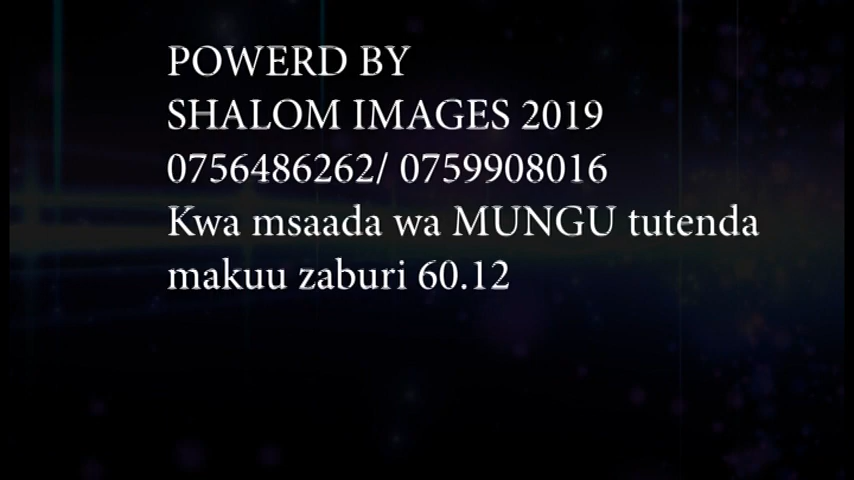 POWERD BY
SHALOM IMAGES 2019
0756486262/ 0759908016
Kwa msaada wa MUNGU tutenda
makuu zaburi 60.12